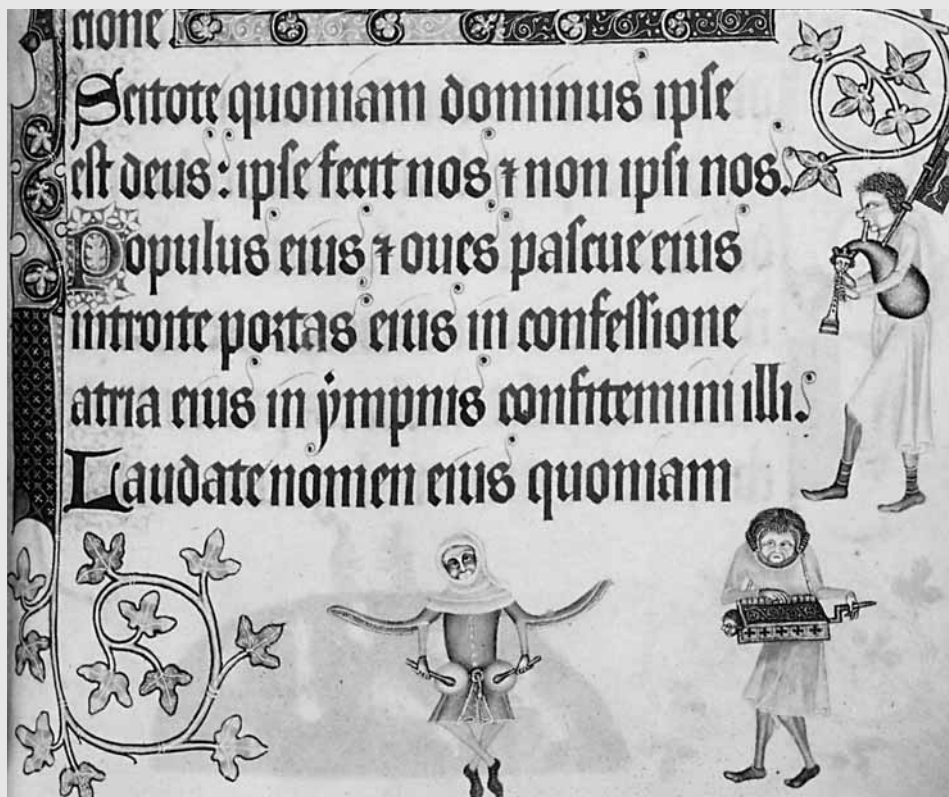 cione
Scitote quoniam dominus ipse
est deus: ipse fecit nos ⁊ non ipsi nos.
Populus eius ⁊ oues pascue eius
introite portas eius in confessione
atria eius in ympnis confitemini illi.
Laudate nomen eius quoniam